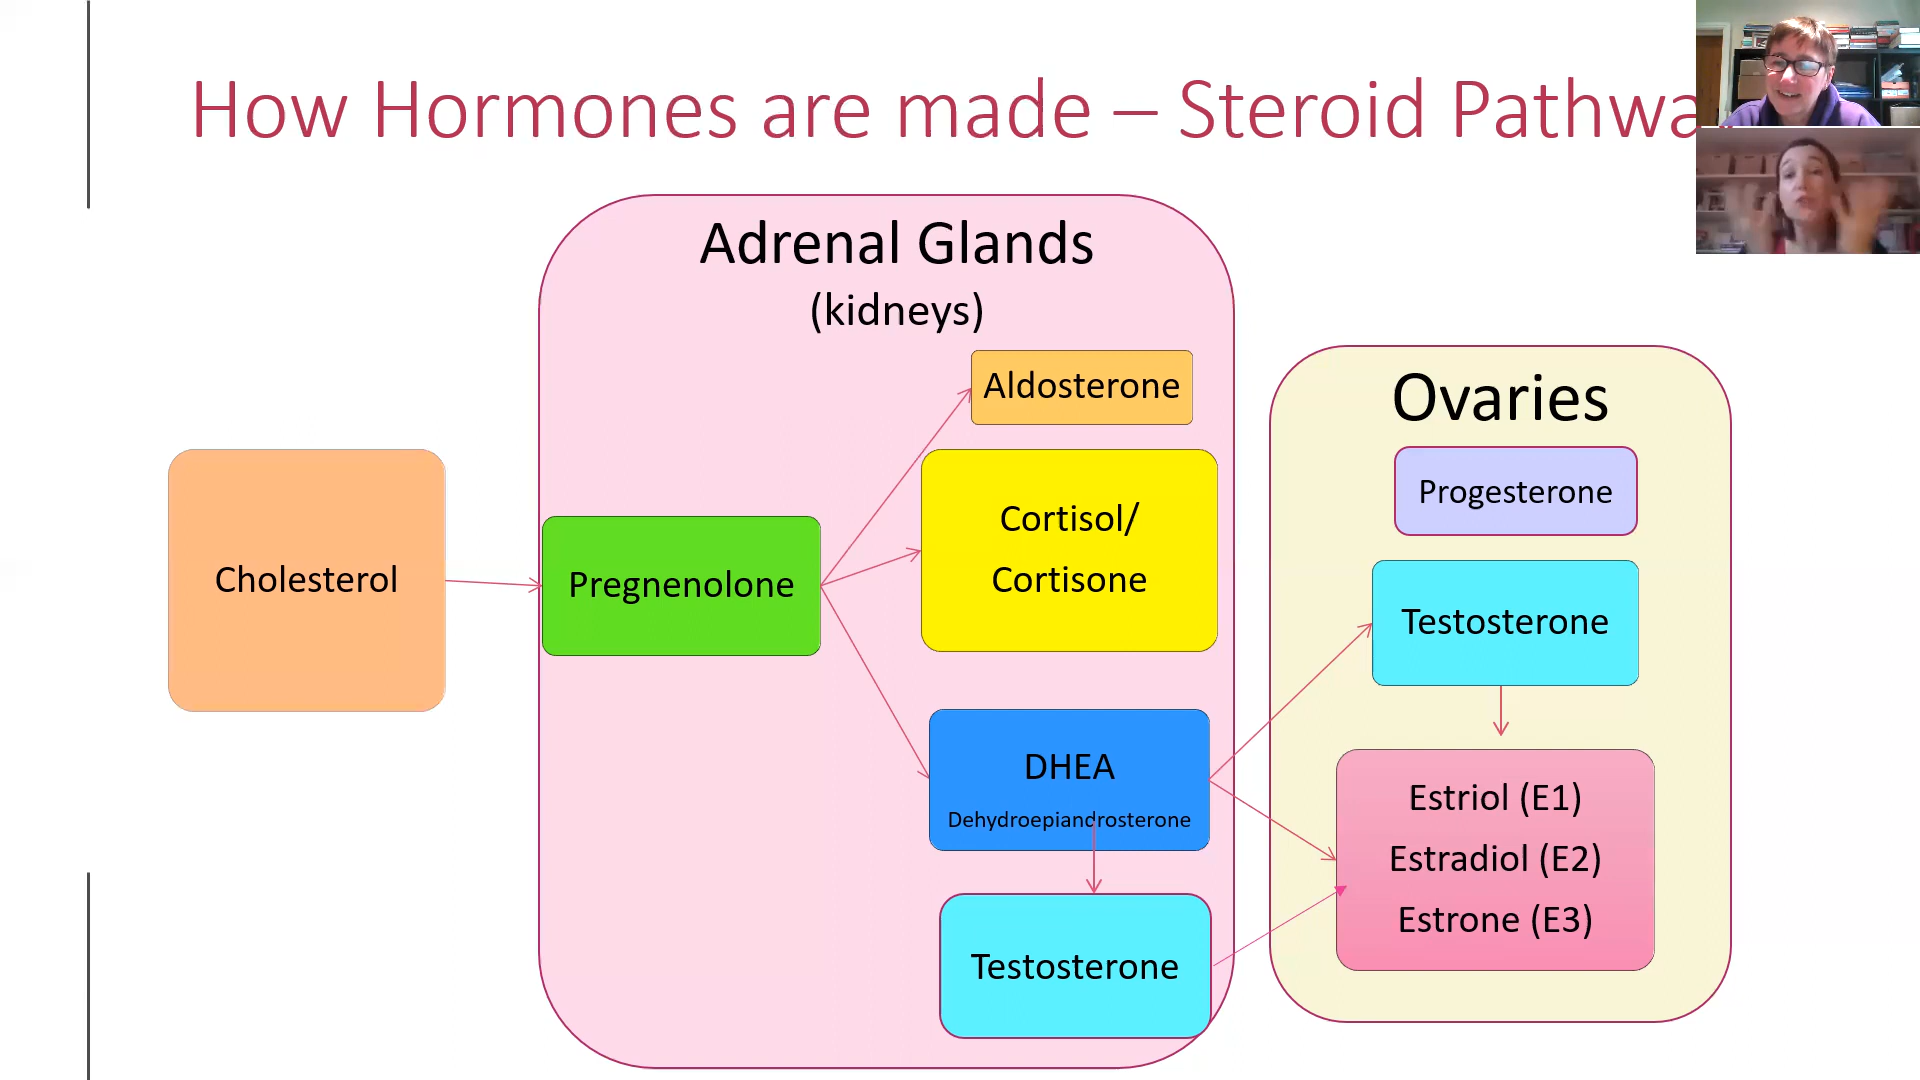 How Hormones are made – Steroid Pathwa
Adrenal Glands
(kidneys)
Aldosterone
Cortisol/
Cortisone
Cholesterol
Pregnenolone
DHEA
Dehydroepiandrosterone
Testosterone
Ovaries
Progesterone
Testosterone
Estriol (E1)
Estradiol (E2)
Estrone (E3)